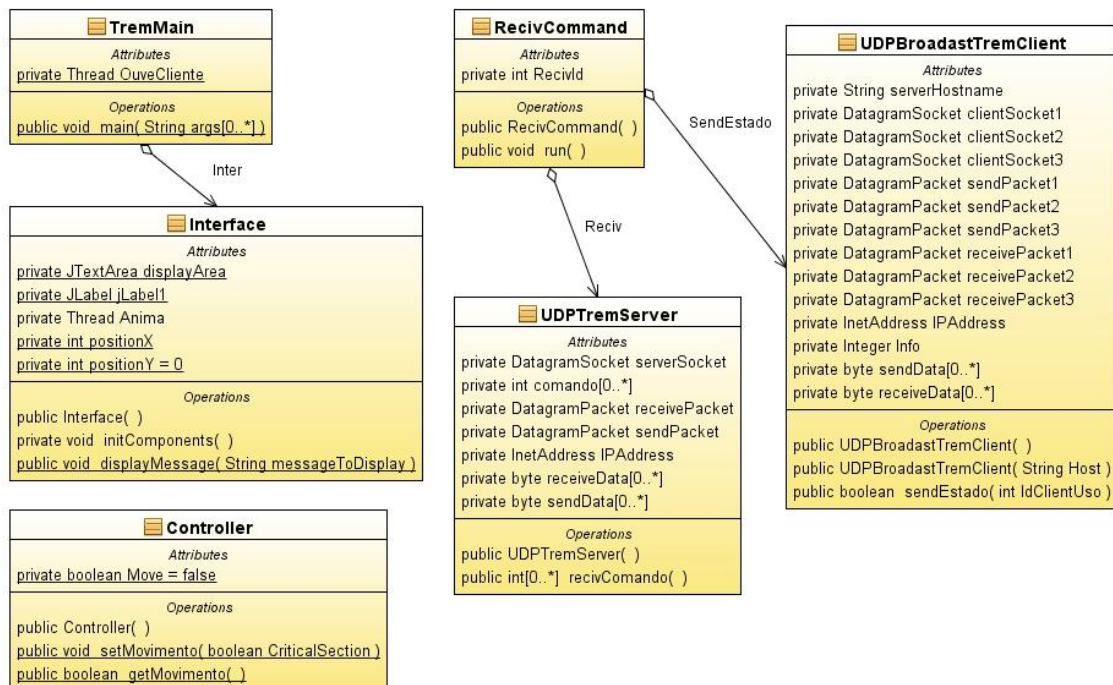 TremMain
Attributes
private Thread OuveCliente
Operations
public void main( String args[0..*] )
Inter
Interface
Attributes
private JTextArea displayArea
private JLabel jLabel1
private Thread Anima
private int positionX
private int positionY = 0
Operations
public Interface( )
private void initComponents( )
public void displayMessage( String messageToDisplay )
Controller
Attributes
private boolean Move = false
Operations
public Controller( )
public void setMovimento( boolean CriticalSection )
public boolean getMovimento( )
RecivCommand
Attributes
private int RecivId
Operations
public RecivCommand( )
public void run( )
SendEstado
Reciv
UDPTremServer
Attributes
private DatagramSocket serverSocket
private int comando[0..*]
private DatagramPacket receivePacket
private DatagramPacket sendPacket
private InetAddress IPAddress
private byte receiveData[0..*]
private byte sendData[0..*]
Operations
public UDPTremServer( )
public int[0..*] recivComando( )
UDPBroadastTremClient
Attributes
private String serverHostname
private DatagramSocket clientSocket1
private DatagramSocket clientSocket2
private DatagramSocket clientSocket3
private DatagramPacket sendPacket1
private DatagramPacket sendPacket2
private DatagramPacket sendPacket3
private DatagramPacket receivePacket1
private DatagramPacket receivePacket2
private DatagramPacket receivePacket3
private InetAddress IPAddress
private Integer Info
private byte sendData[0..*]
private byte receiveData[0..*]
Operations
public UDPBroadastTremClient( )
public UDPBroadastTremClient( String Host )
public boolean sendEstado( int IdClientUso )